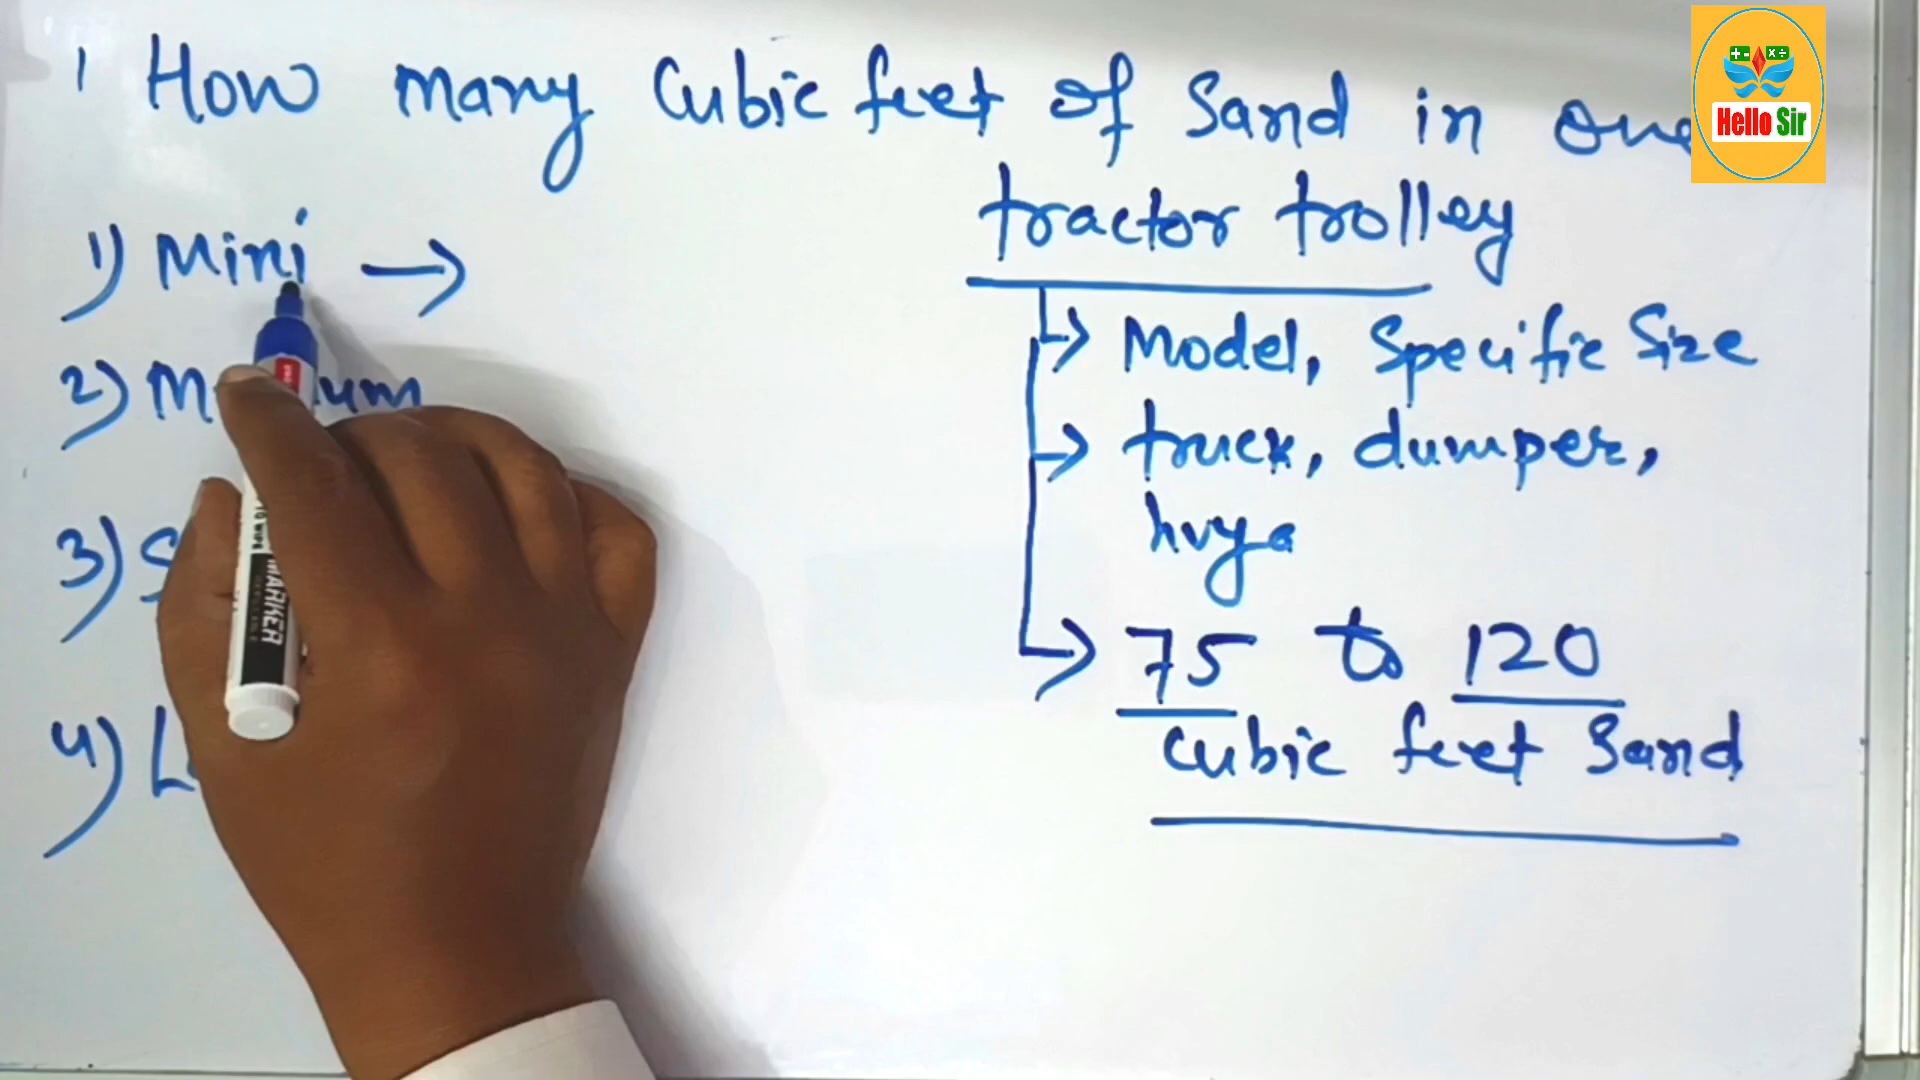 How many Cubic feet of Sand in one
tractor trolley
1) Mini →
2) M um
3) S
4) L
→ Model, Specific Size
→ truck, dumper,
hvya
→ 75 to 120
cubic feet Sand
+ - × ÷
Hello Sir
MARKER